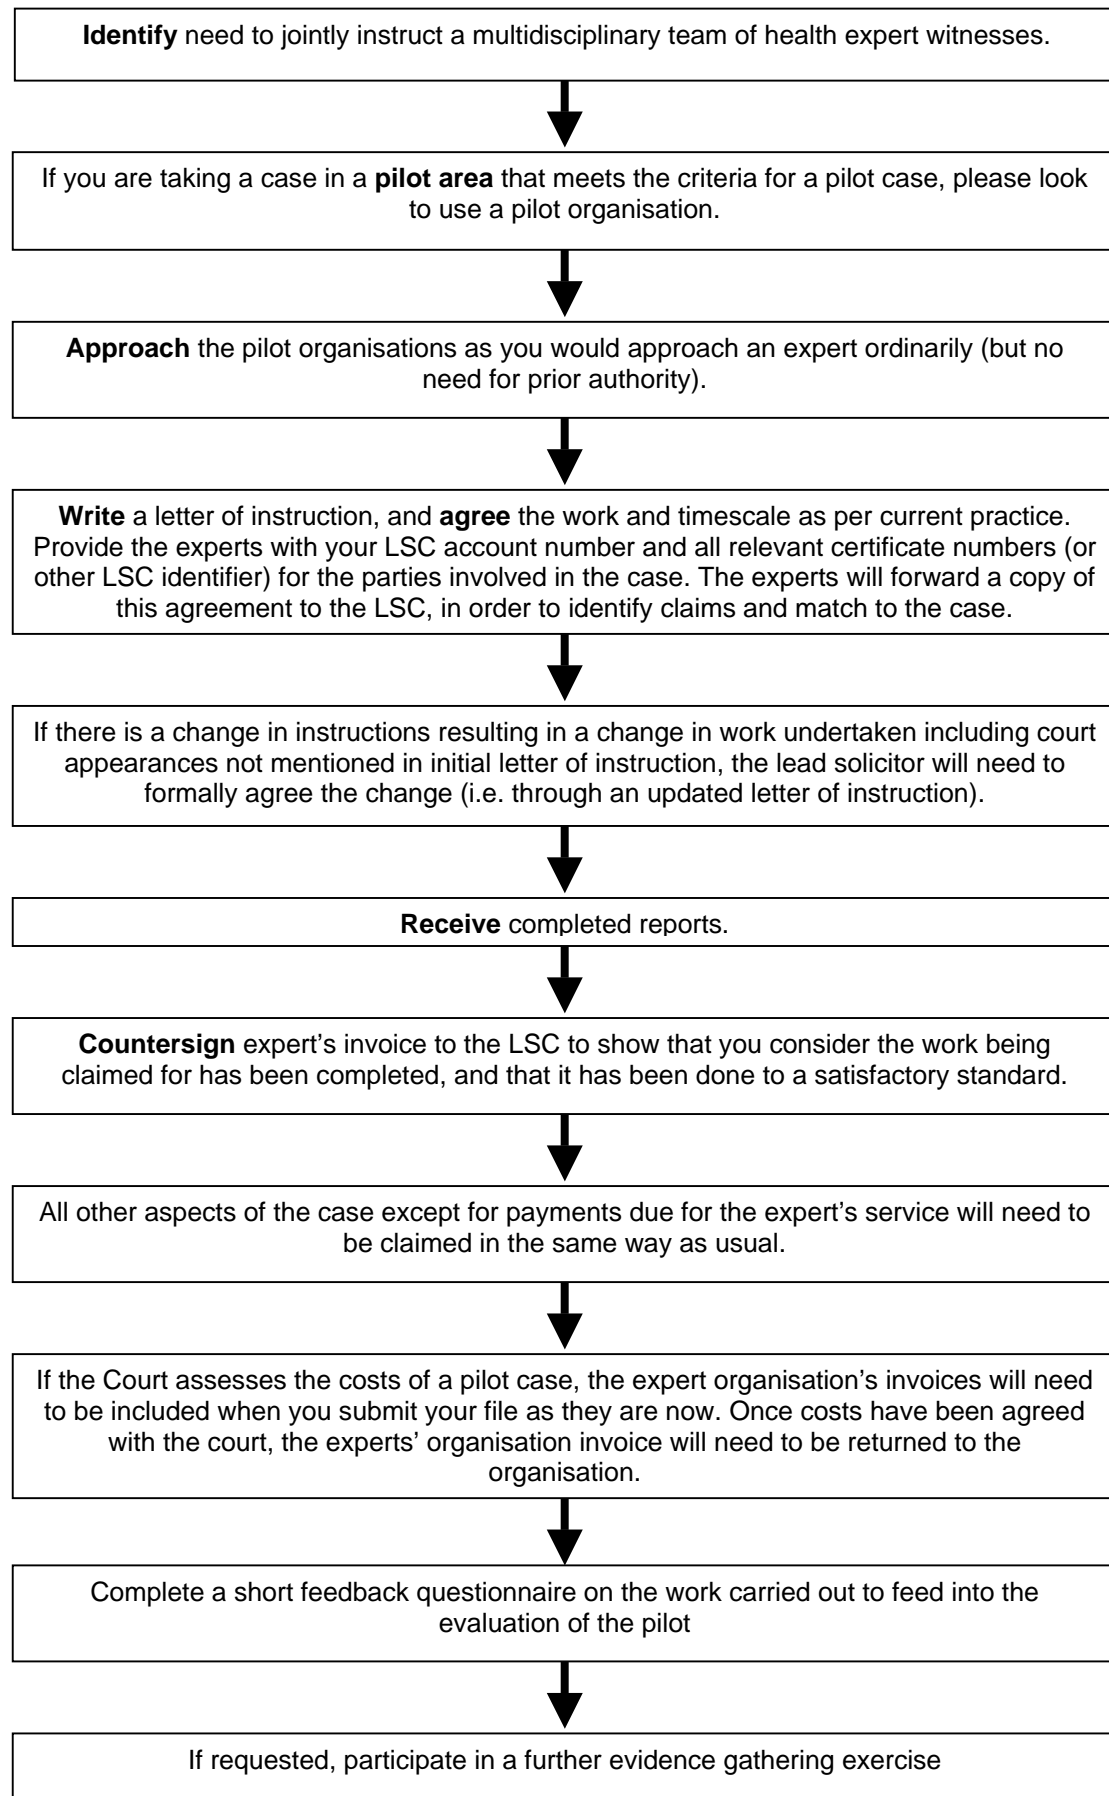 Identify need to jointly instruct a multidisciplinary team of health expert witnesses.
If you are taking a case in a pilot area that meets the criteria for a pilot case, please look
to use a pilot organisation.
Approach the pilot organisations as you would approach an expert ordinarily (but no
need for prior authority).
Write a letter of instruction, and agree the work and timescale as per current practice.
Provide the experts with your LSC account number and all relevant certificate numbers (or
other LSC identifier) for the parties involved in the case. The experts will forward a copy of
this agreement to the LSC, in order to identify claims and match to the case.
If there is a change in instructions resulting in a change in work undertaken including court
appearances not mentioned in initial letter of instruction, the lead solicitor will need to
formally agree the change (i.e. through an updated letter of instruction).
Receive completed reports.
Countersign expert's invoice to the LSC to show that you consider the work being
claimed for has been completed, and that it has been done to a satisfactory standard.
All other aspects of the case except for payments due for the expert's service will need to
be claimed in the same way as usual.
If the Court assesses the costs of a pilot case, the expert organisation's invoices will need
to be included when you submit your file as they are now. Once costs have been agreed
with the court, the experts' organisation invoice will need to be returned to the
organisation.
Complete a short feedback questionnaire on the work carried out to feed into the
evaluation of the pilot
If requested, participate in a further evidence gathering exercise